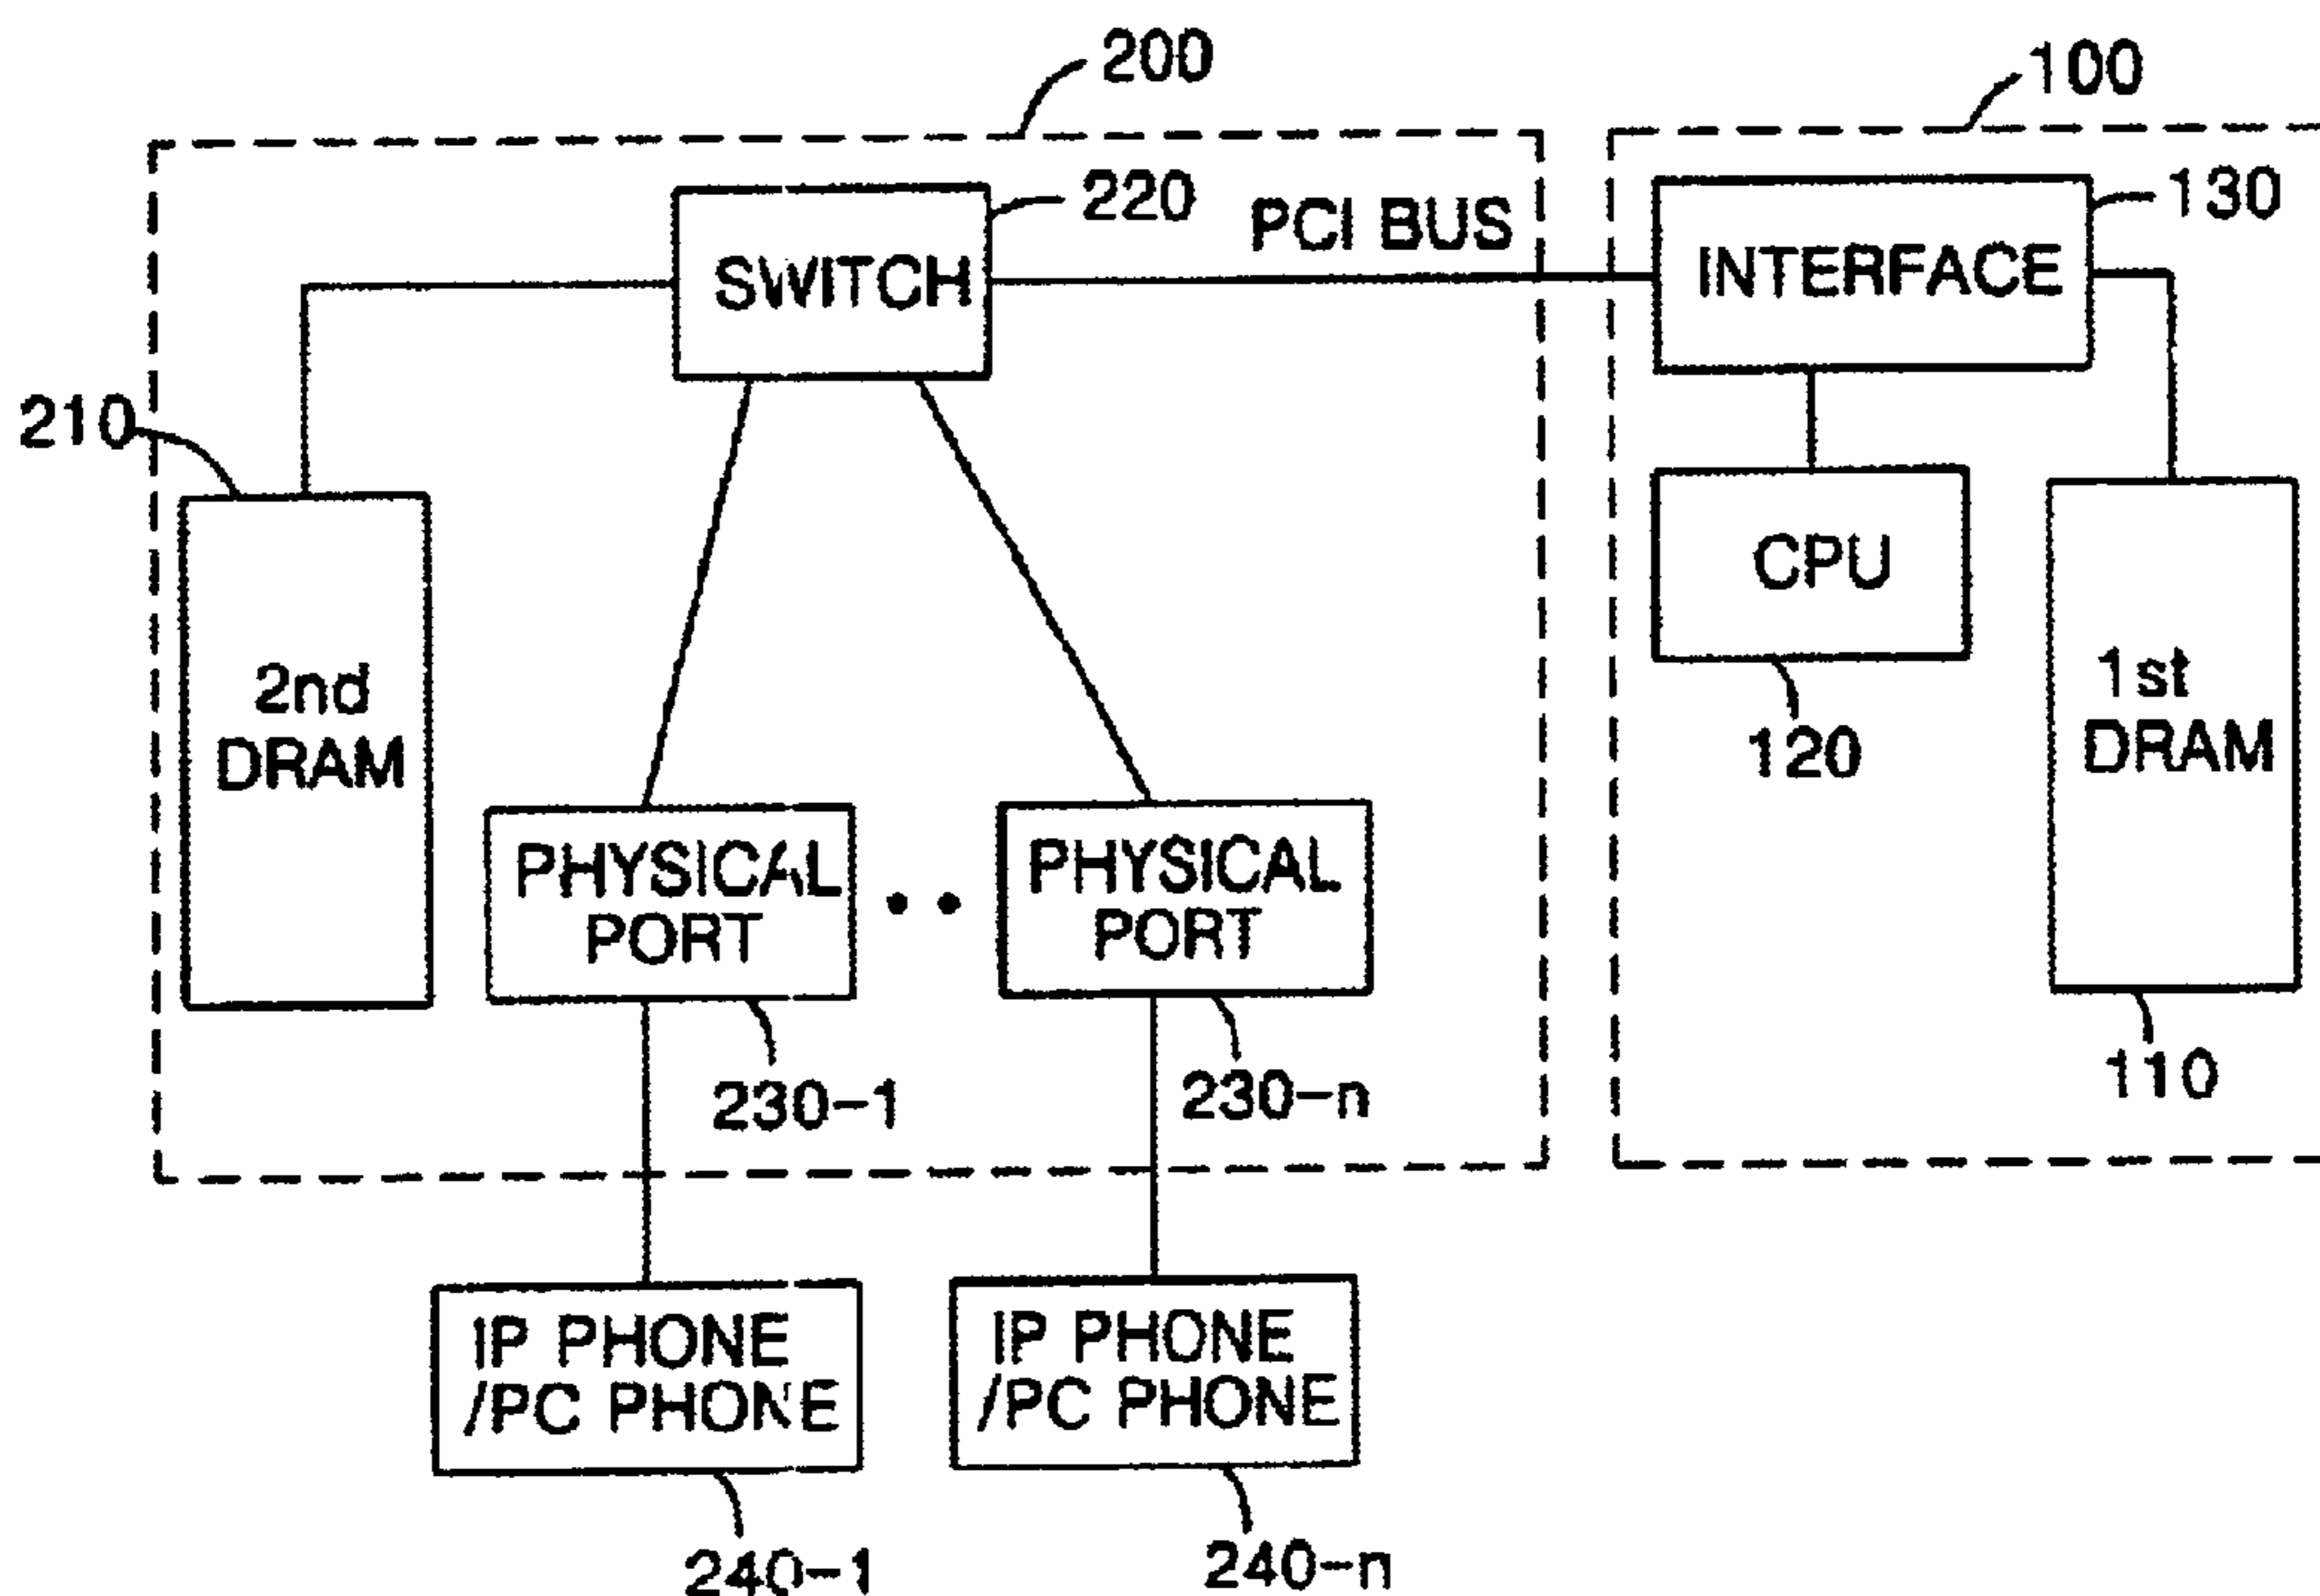 200
100
220
PCI BUS
130
SWITCH
INTERFACE
210
CPU
2nd
DRAM
1st
DRAM
120
PHYSICAL
PORT
PHYSICAL
PORT
110
230-1
230-n
IP PHONE
/PC PHONE
IP PHONE
/PC PHONE
240-1
240-n